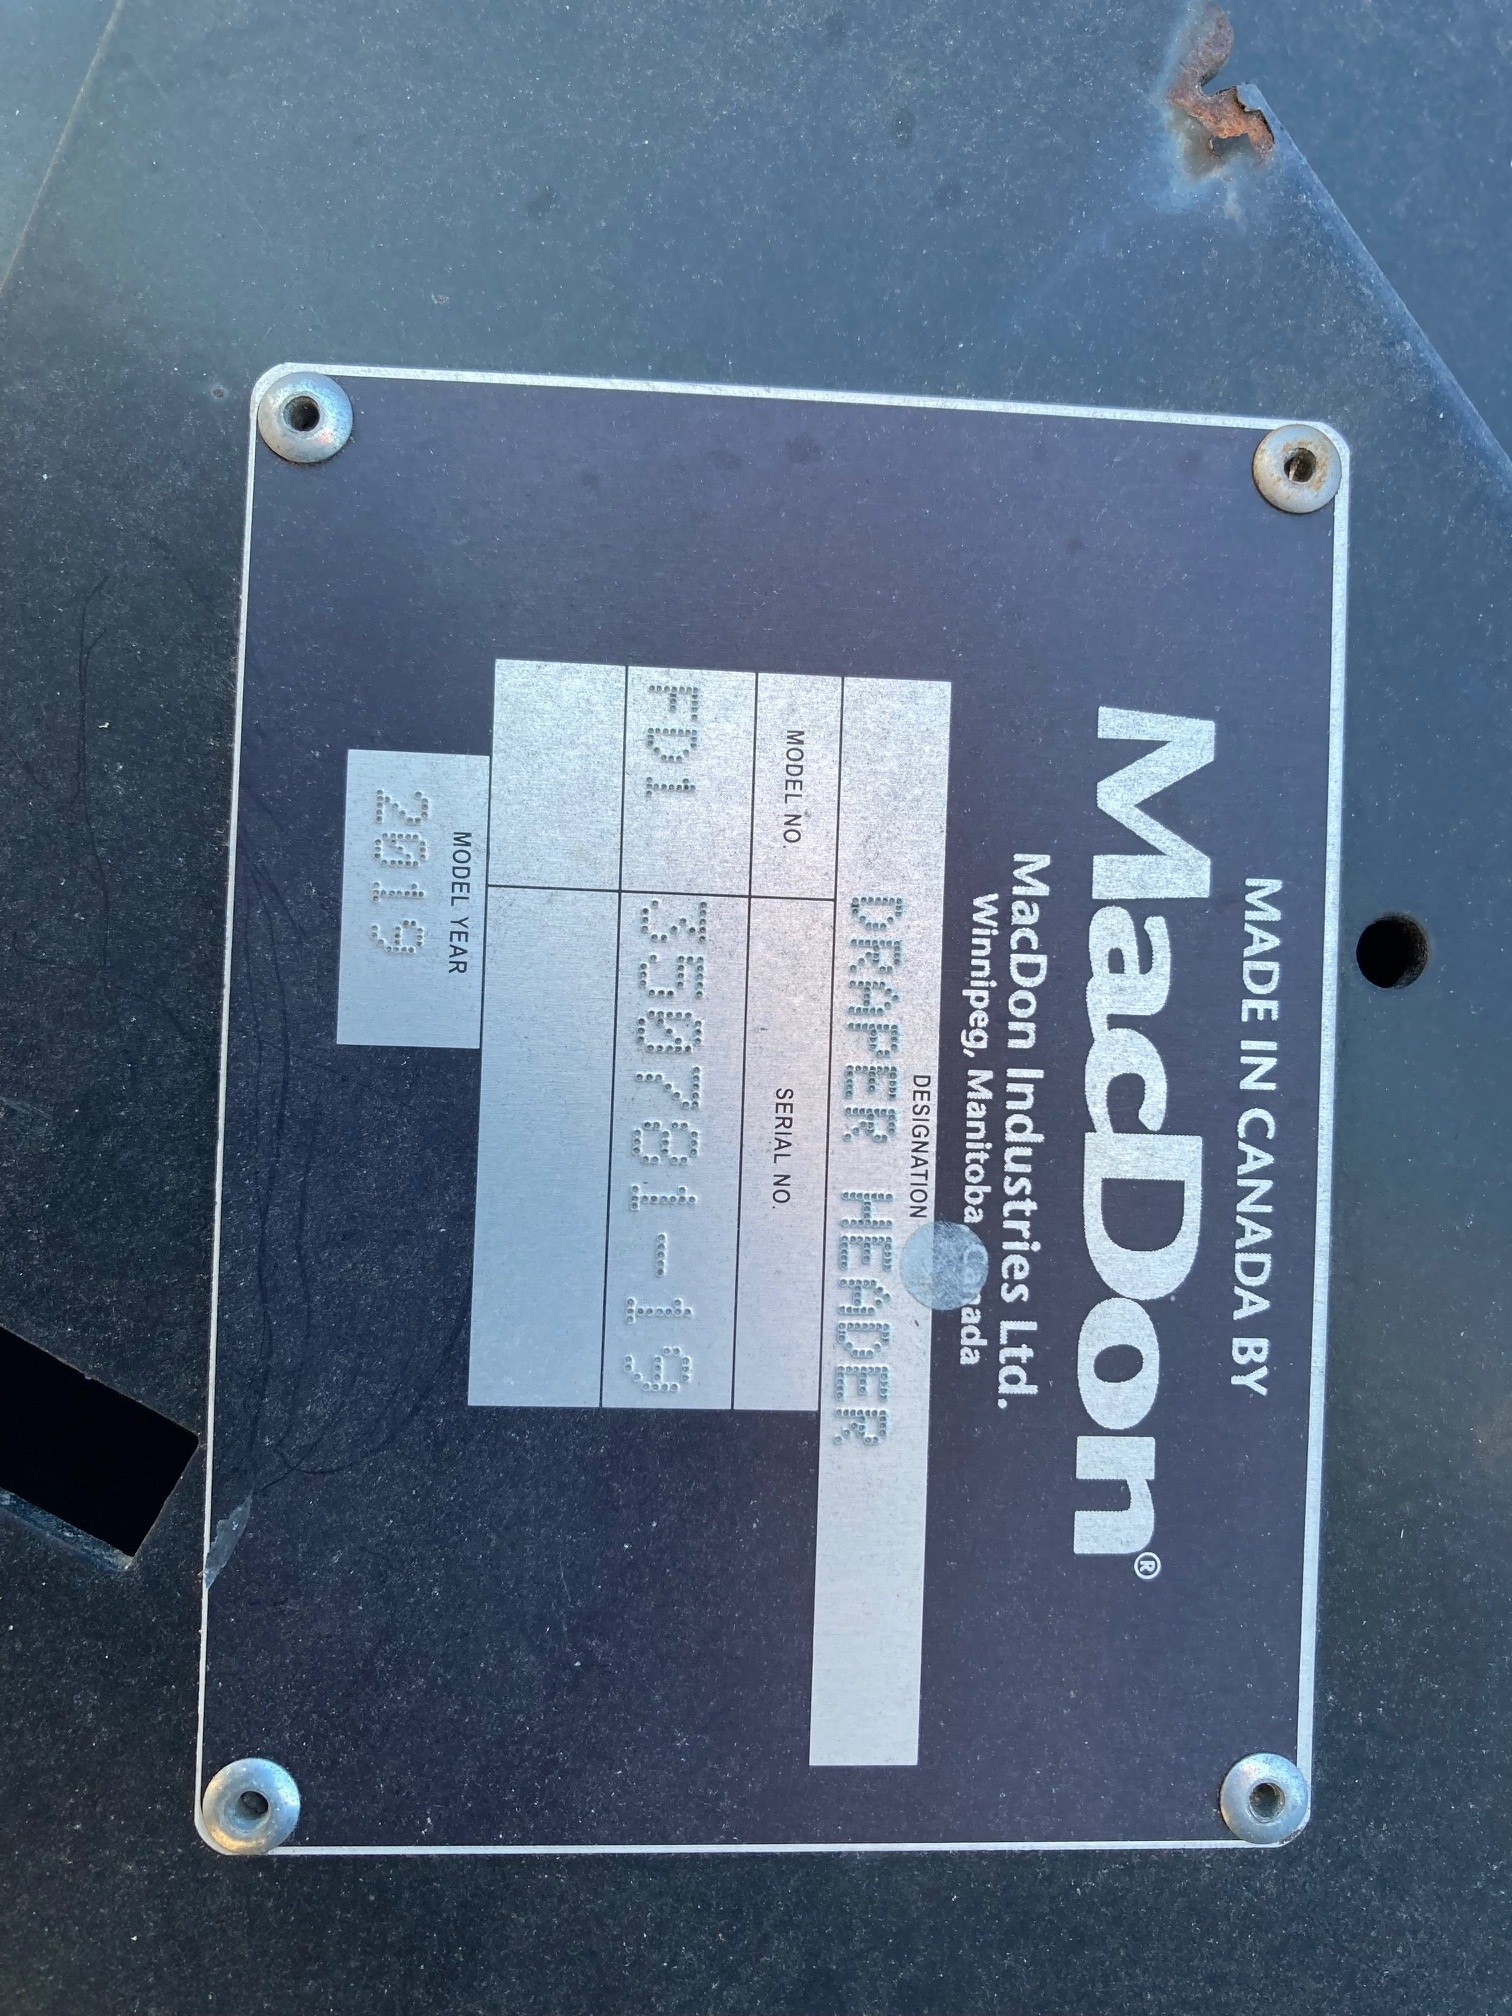 MADE IN CANADA BY
MacDon®
MacDon Industries Ltd.
Winnipeg, Manitoba
DESIGNATION
DRAPER HEADER
MODEL NO. SERIAL NO.
FD1 350781-19
MODEL YEAR
2019